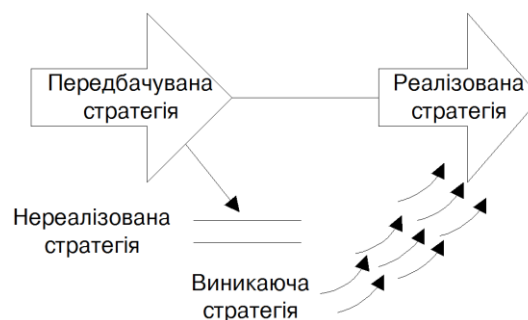 Передбачувана
стратегія
Реалізована
стратегія
Нереалізована
стратегія
Виникаюча
стратегія